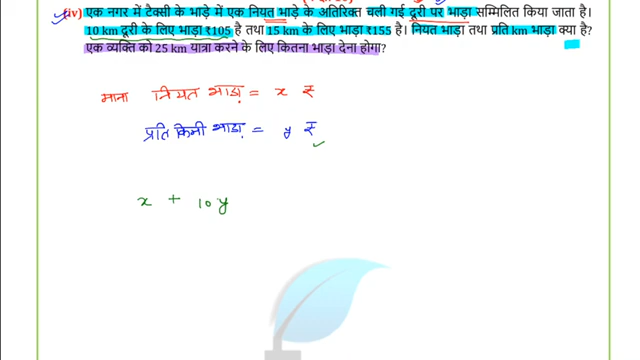 (iv) एक नगर में टैक्सी के भाड़े में एक नियत भाड़े के अतिरिक्त चली गई दूरी पर भाड़ा सम्मिलित किया जाता है।
10 km दूरी के लिए भाड़ा ₹105 है तथा 15 km के लिए भाड़ा ₹155 है। नियत भाड़ा तथा प्रति km भाड़ा क्या है?
एक व्यक्ति को 25 km यात्रा करने के लिए कितना भाड़ा देना होगा?
माना नियत भाडा़ = x ₹
प्रति किमी भाडा़ = y ₹
x + 10y